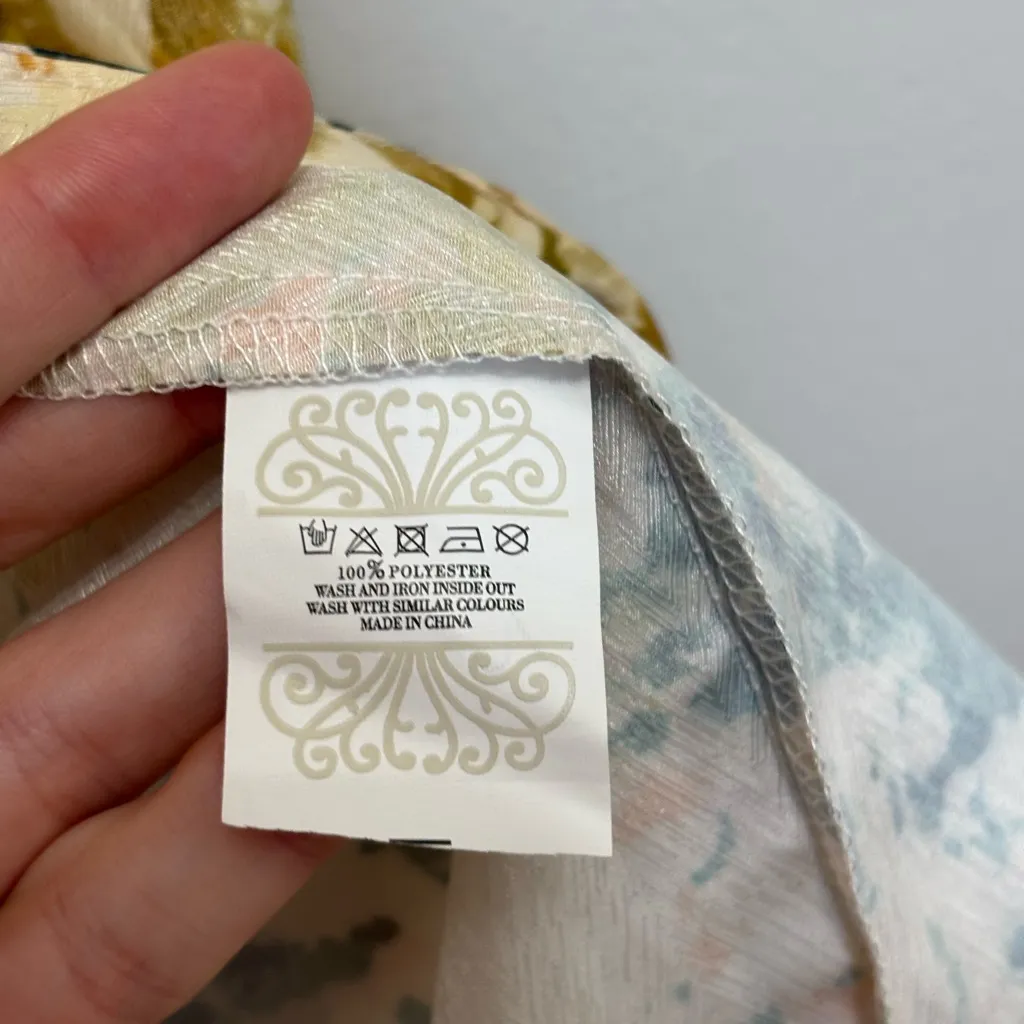 100% POLYESTER
WASH AND IRON INSIDE OUT
WASH WITH SIMILAR COLOURS
MADE IN CHINA